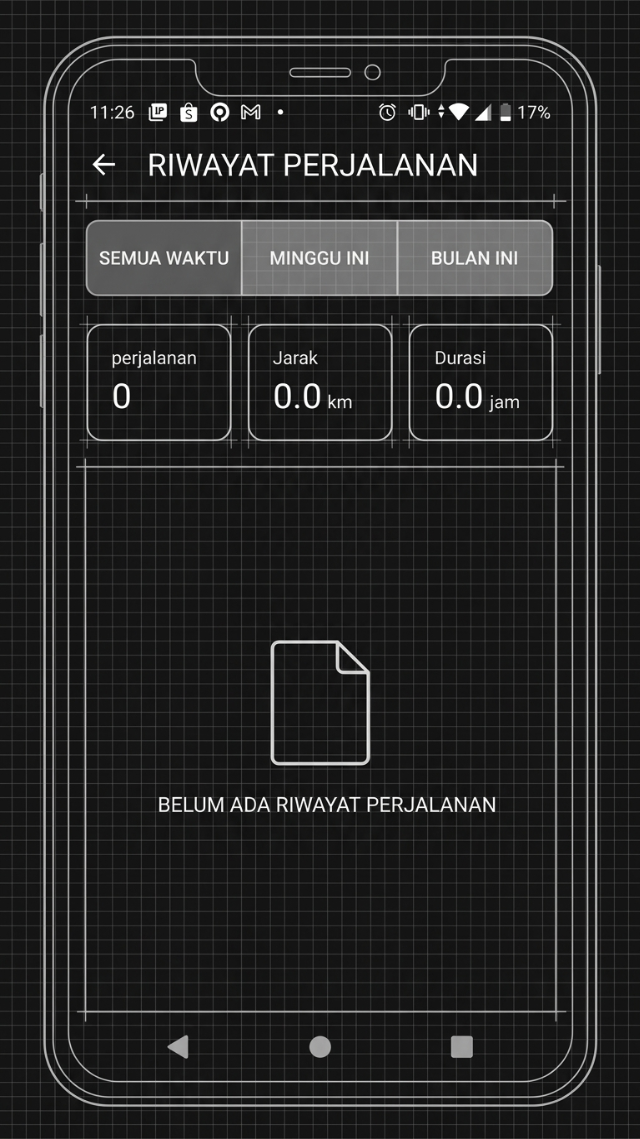 11:26 17%
RIWAYAT PERJALANAN
SEMUA WAKTU MINGGU INI BULAN INI
perjalanan Jarak Durasi
0 0.0 km 0.0 jam
BELUM ADA RIWAYAT PERJALANAN